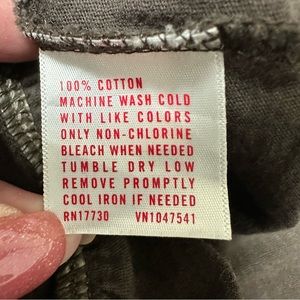 100% COTTON
MACHINE WASH COLD
WITH LIKE COLORS
ONLY NON-CHLORINE
BLEACH WHEN NEEDED
TUMBLE DRY LOW
REMOVE PROMPTLY
COOL IRON IF NEEDED
RN17730 VN1047541